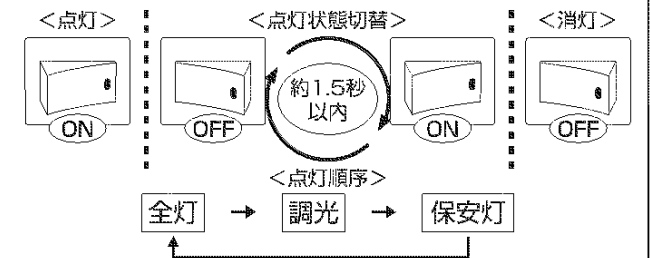 ＜点灯＞
＜点灯状態切替＞
＜消灯＞
約1.5秒
以内
ON
OFF
ON
OFF
＜点灯順序＞
全灯 → 調光 → 保安灯